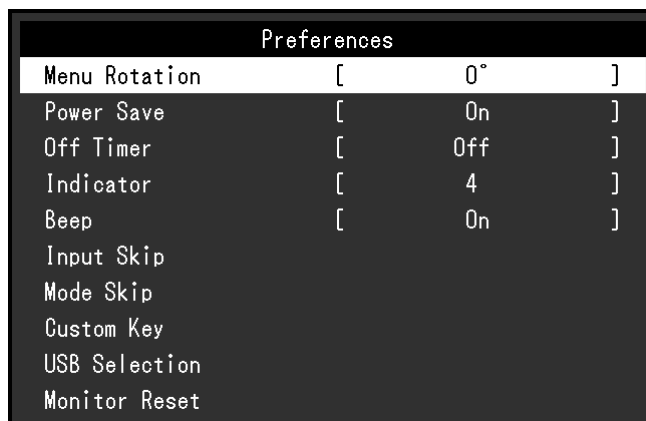 Preferences
Menu Rotation [ 0° ]
Power Save [ On ]
Off Timer [ Off ]
Indicator [ 4 ]
Beep [ On ]
Input Skip
Mode Skip
Custom Key
USB Selection
Monitor Reset